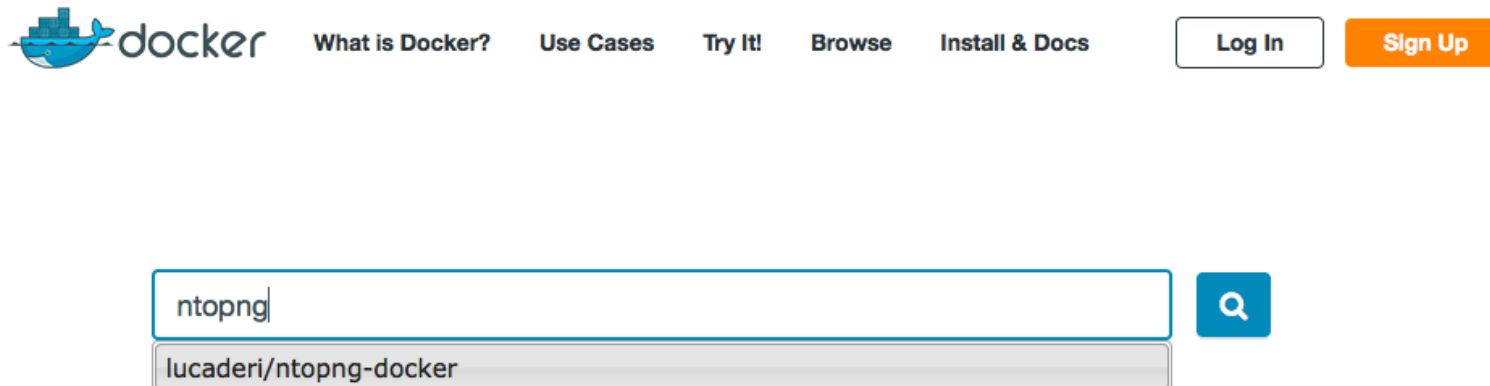 docker What is Docker? Use Cases Try It! Browse Install & Docs Log In Sign Up
ntopng
lucaderi/ntopng-docker